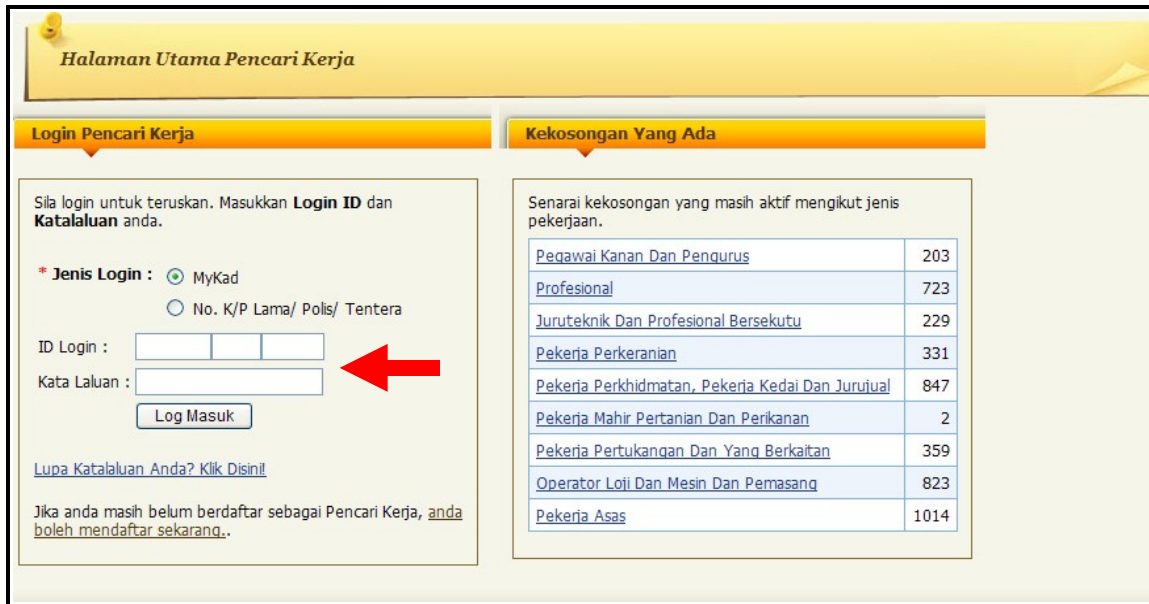 Halaman Utama Pencari Kerja
Login Pencari Kerja
Sila login untuk teruskan. Masukkan Login ID dan
Katalaluan anda.
* Jenis Login : MyKad
No. K/P Lama/ Polis/ Tentera
ID Login :
Kata Laluan :
Log Masuk
Lupa Katalaluan Anda? Klik Disini!
Jika anda masih belum berdaftar sebagai Pencari Kerja, anda
boleh mendaftar sekarang..
Kekosongan Yang Ada
Senarai kekosongan yang masih aktif mengikut jenis
pekerjaan.
Pegawai Kanan Dan Pengurus 203
Profesional 723
Juruteknik Dan Profesional Bersekutu 229
Pekerja Perkeranian 331
Pekerja Perkhidmatan, Pekerja Kedai Dan Jurujual 847
Pekerja Mahir Pertanian Dan Perikanan 2
Pekerja Pertukangan Dan Yang Berkaitan 359
Operator Loji Dan Mesin Dan Pemasang 823
Pekerja Asas 1014